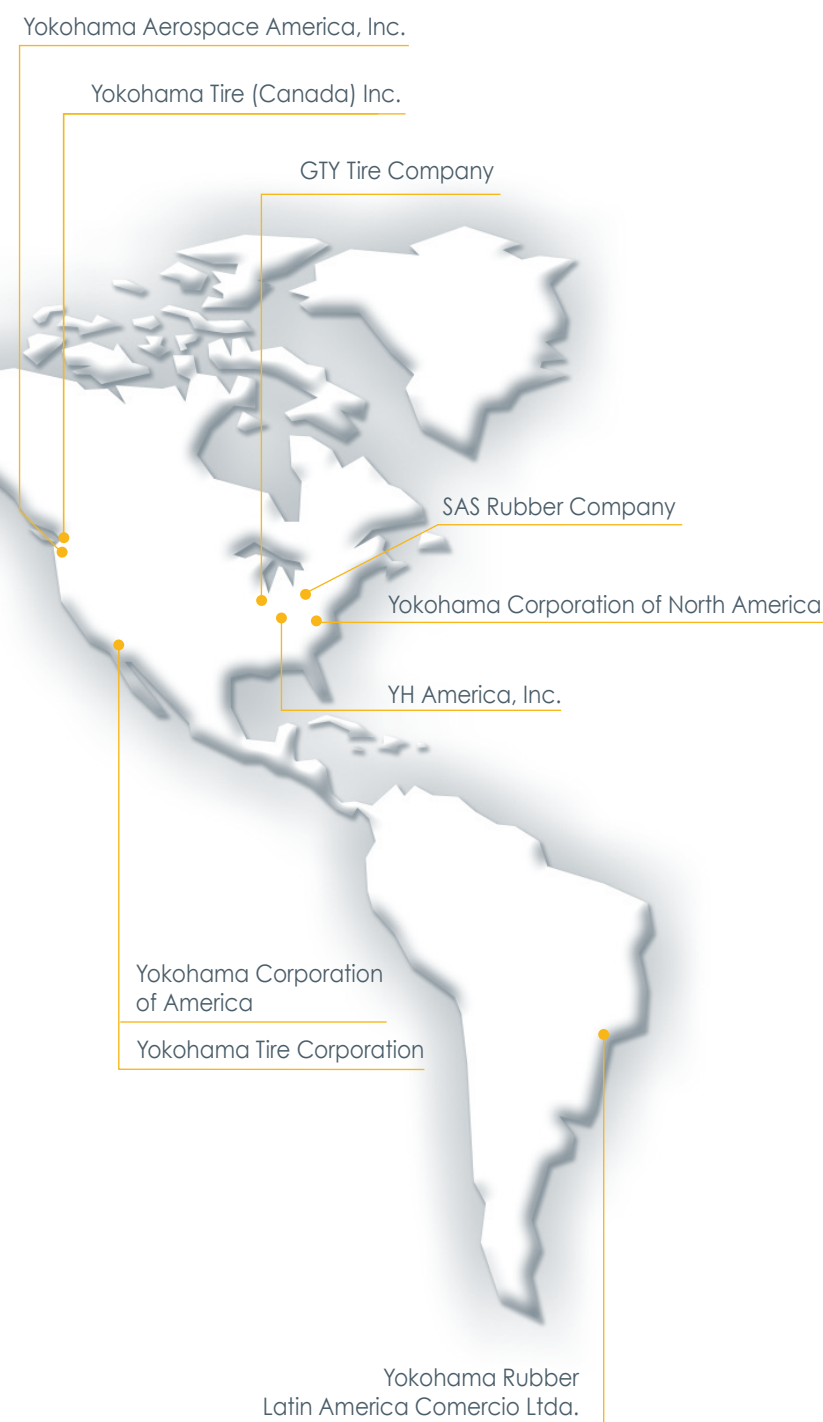 Yokohama Aerospace America, Inc.
Yokohama Tire (Canada) Inc.
GTY Tire Company
SAS Rubber Company
Yokohama Corporation of North America
YH America, Inc.
Yokohama Corporation
of America
Yokohama Tire Corporation
Yokohama Rubber
Latin America Comercio Ltda.